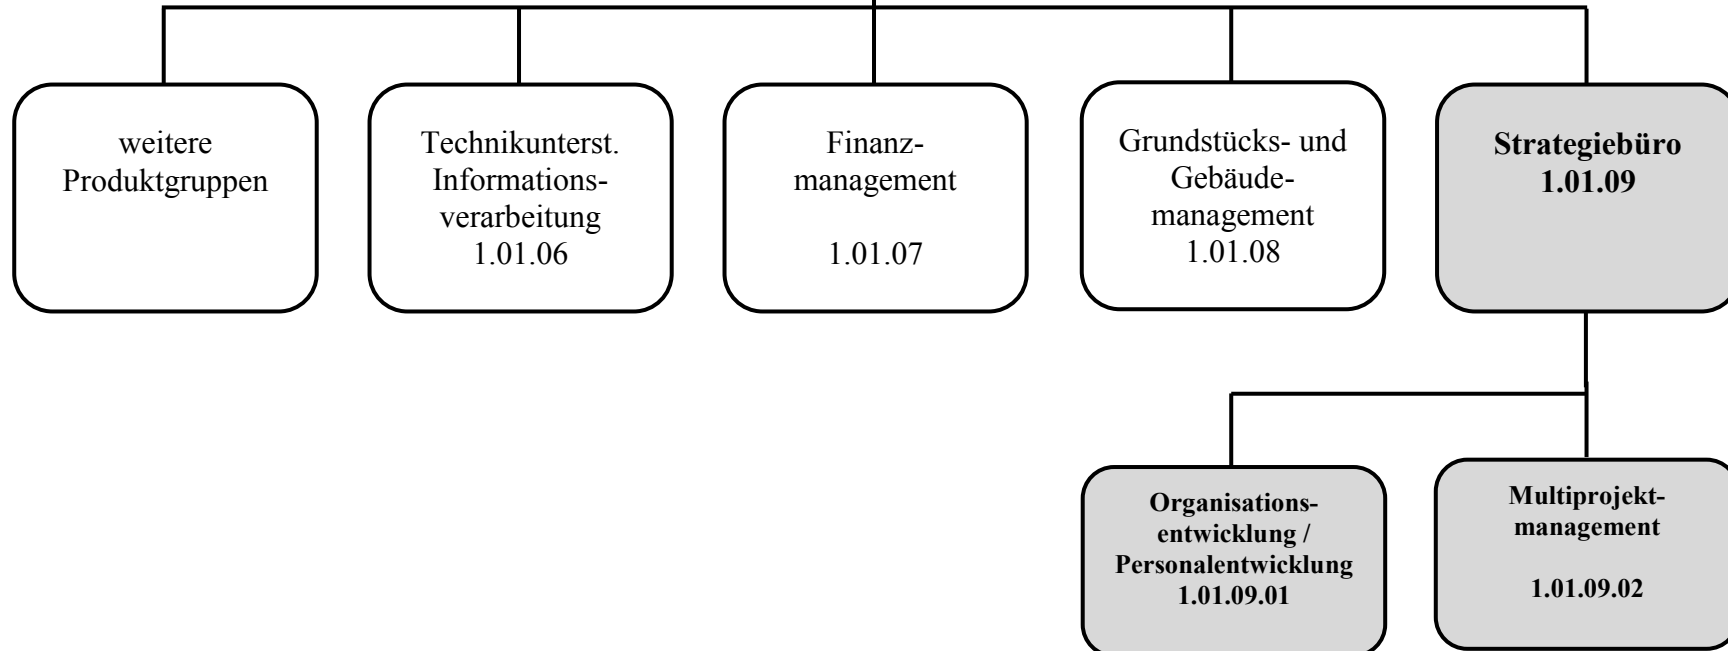 weitere
Produktgruppen
Technikunterst.
Informations-
verarbeitung
1.01.06
Finanz-
management
1.01.07
Grundstücks- und
Gebäude-
management
1.01.08
Strategiebüro
1.01.09
Organisations-
entwicklung /
Personalentwicklung
1.01.09.01
Multiprojekt-
management
1.01.09.02